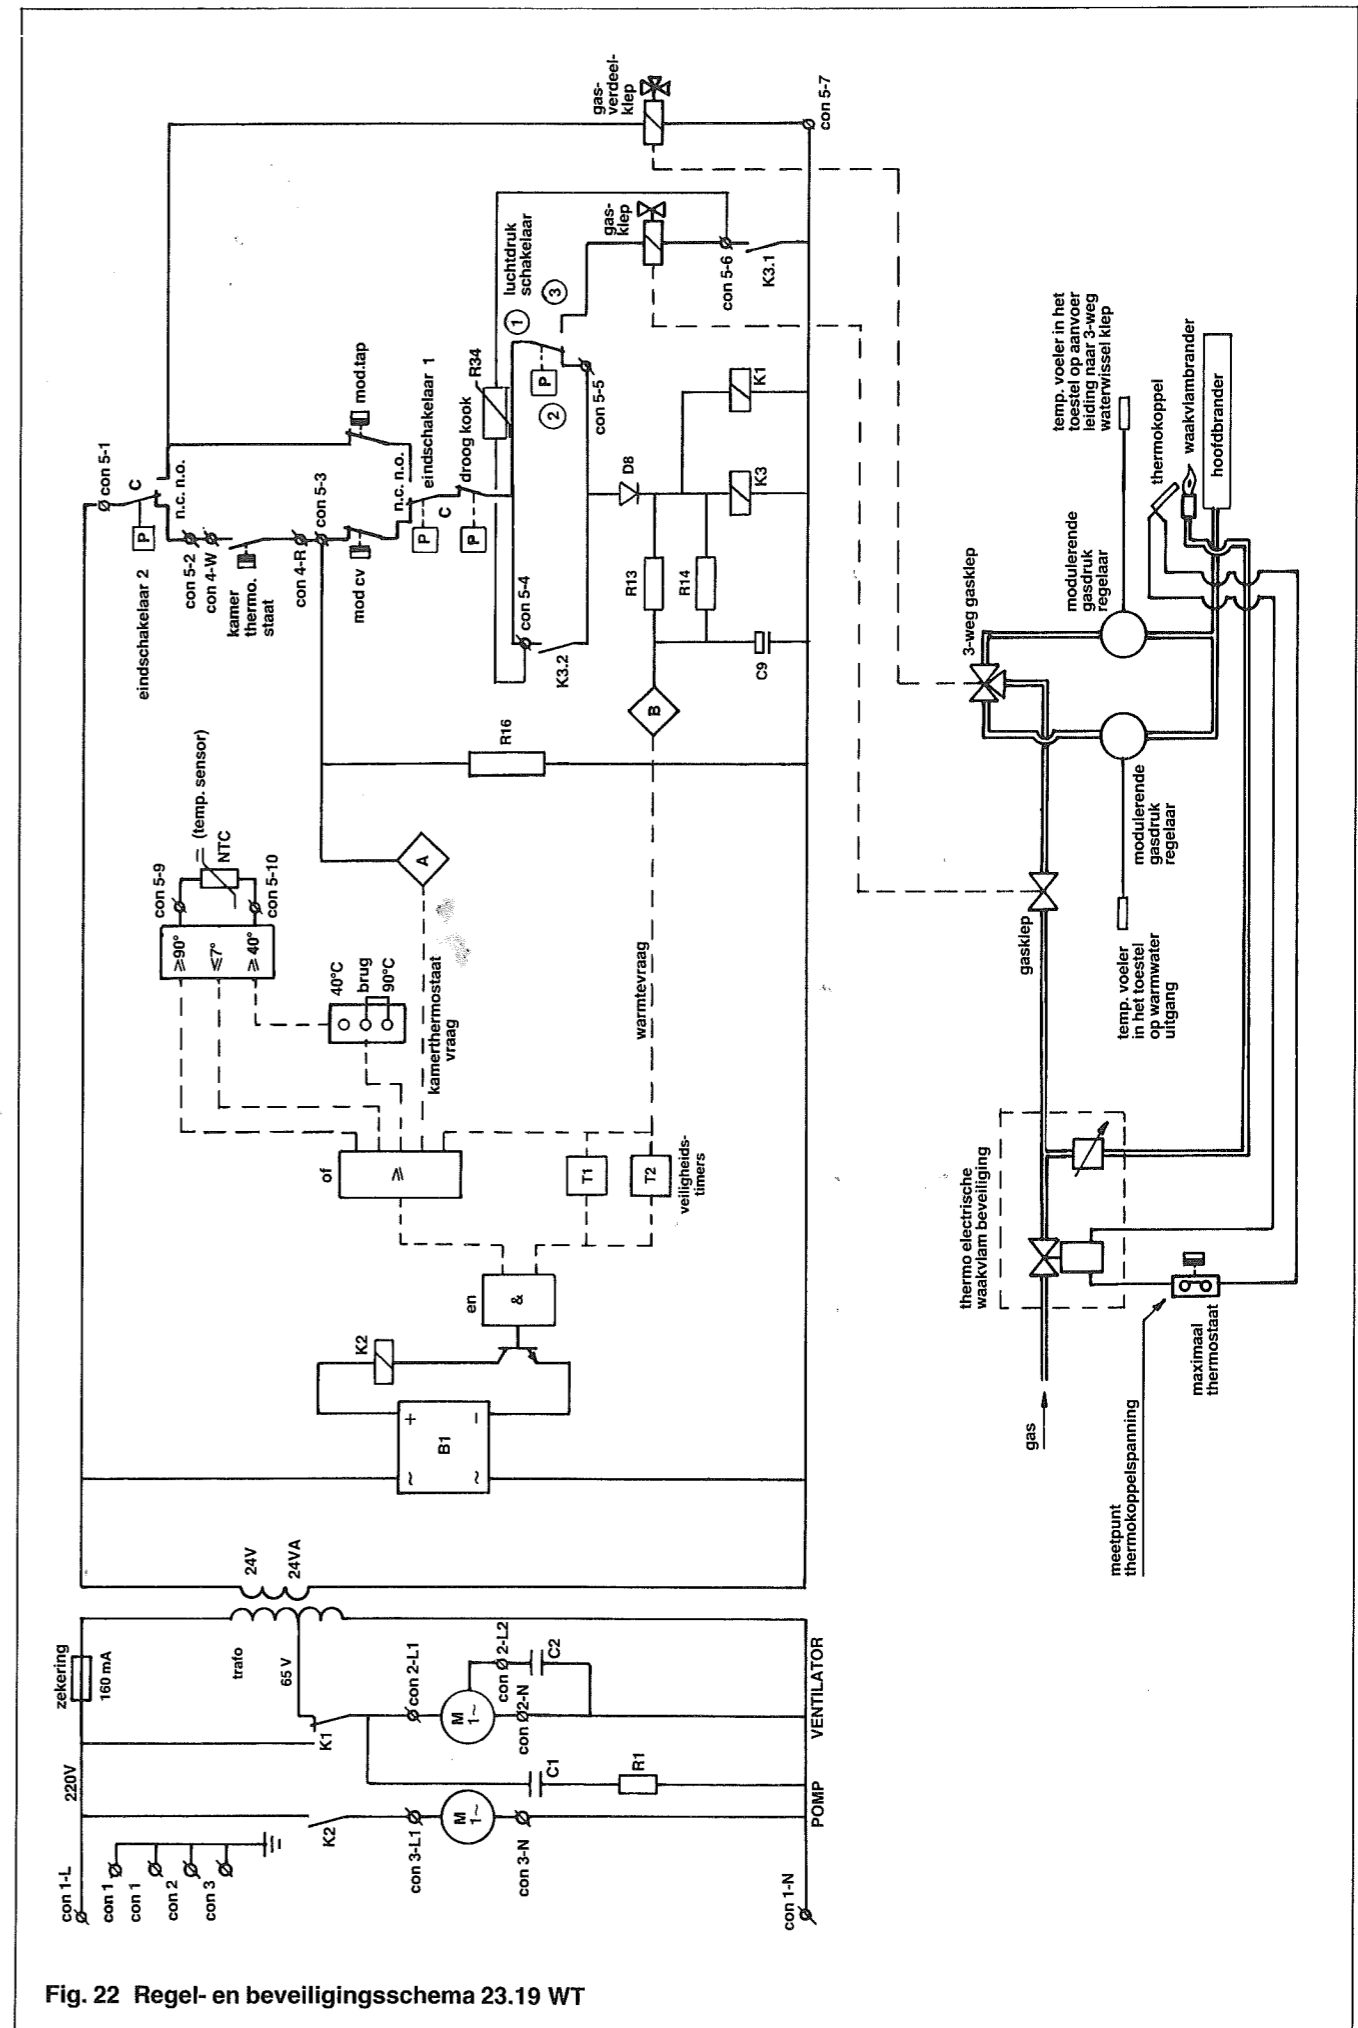 con 1-L
con 1
con 1
con 2
con 3
220V
zekering
160 mA
K2
con 3-L1
M
1~
con 3-N
POMP
con 1-N
K1
65 V
trafo
con 2-L1
M
1~
con 2-L2
con 2-N
C2
C1
R1
VENTILATOR
24V
24VA
~
+
B1
~
–
K2
en
&
of
≥
T1
T2
veiligheids-
timers
≥90°
≤7°
≥ 40°
con 5-9
con 5-10
NTC
(temp. sensor)
40°C
brug
90°C
kamerthermostaat
vraag
warmtevraag
A
B
R16
con 5-1
C
P
eindschakelaar 2
n.c. n.o.
con 5-2
con 4-W
kamer
thermo.
staat
con 4-R
con 5-3
mod cv
mod.tap
n.c. n.o.
C
P
eindschakelaar 1
P
droog kook
R34
con 5-4
K3.2
luchtdruk
schakelaar
1
2
3
P
con 5-5
D8
R13
R14
C9
K3
K1
gas-
klep
con 5-6
K3.1
gas-
verdeel-
klep
con 5-7
gas
meetpunt
thermokoppelspanning
maximaal
thermostaat
thermo electrische
waakvlam beveiliging
gasklep
temp. voeler
in het toestel
op warmwater
uitgang
modulerende
gasdruk
regelaar
3-weg gasklep
modulerende
gasdruk
regelaar
temp. voeler in het
toestel op aanvoer
leiding naar 3-weg
waterwissel klep
thermokoppel
waakvlambrander
hoofdbrander
Fig. 22 Regel- en beveiligingsschema 23.19 WT